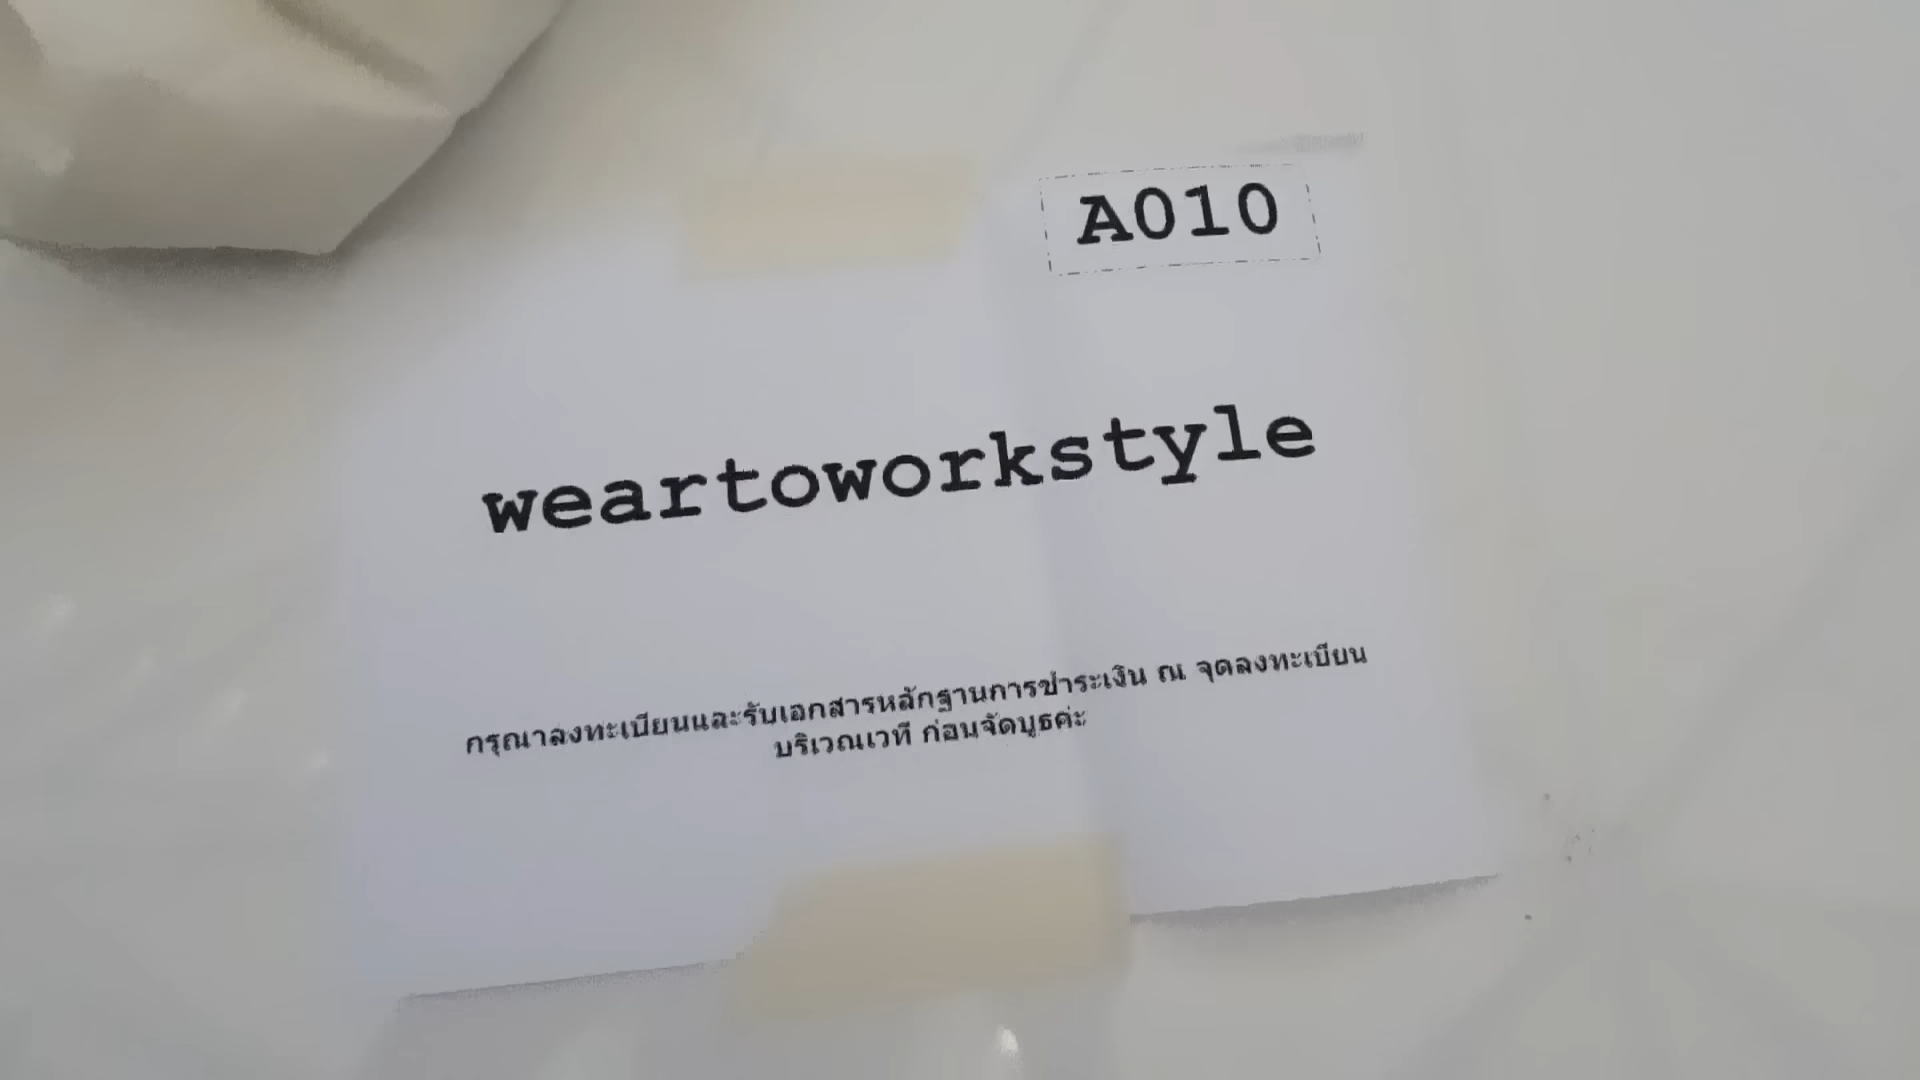 A010
weartoworkstyle
กรุณาลงทะเบียนและรับเอกสารหลักฐานการชำระเงิน ณ จุดลงทะเบียน
บริเวณเวที ก่อนจัดบูธค่ะ